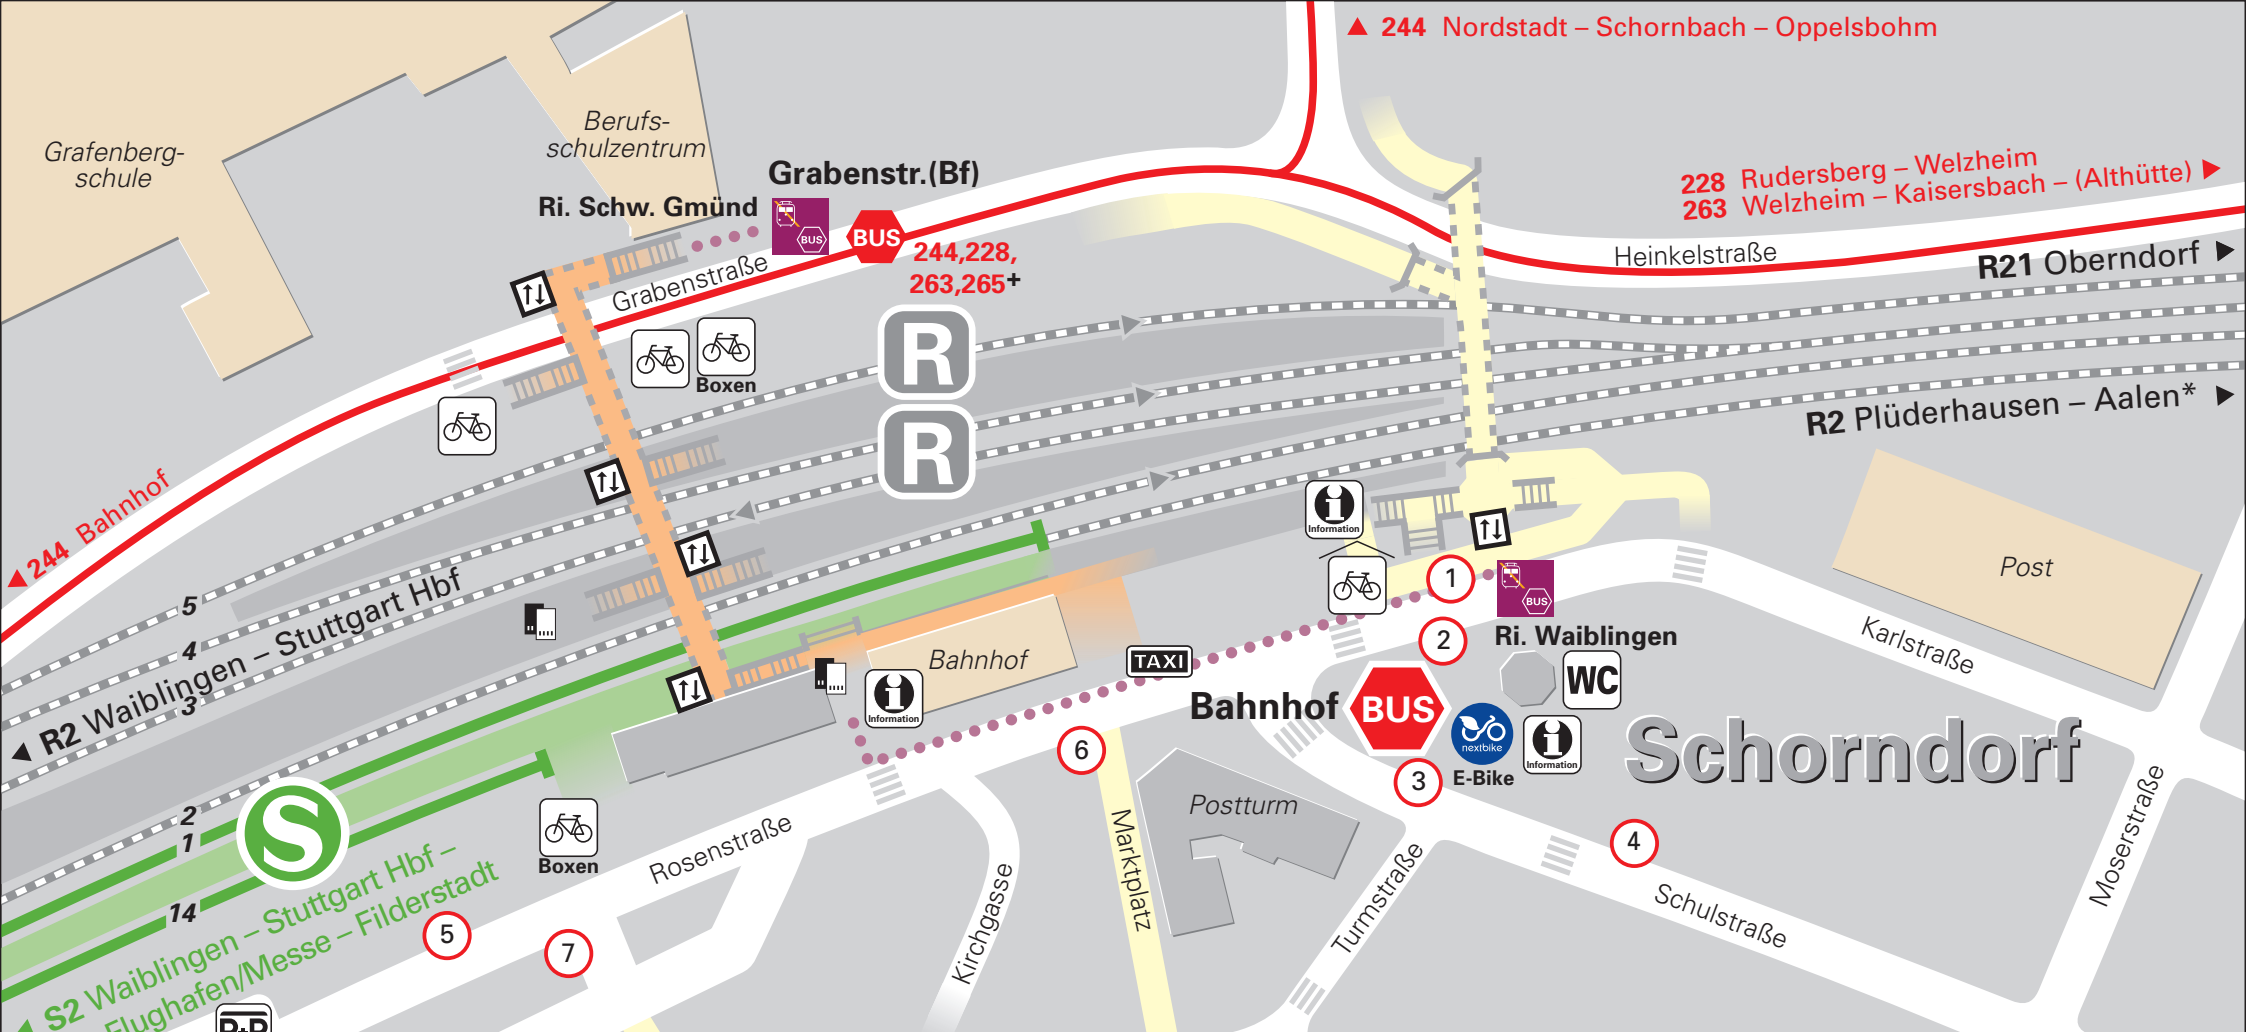 244 Nordstadt – Schornbach – Oppelsbohm
Berufs-
schulzentrum
Grafenberg-
schule
Grabenstr.(Bf)
Ri. Schw. Gmünd
BUS
BUS
244,228,
263,265+
Grabenstraße
228 Rudersberg – Welzheim
263 Welzheim – Kaisersbach – (Althütte)
Heinkelstraße
R21 Oberndorf
R2 Plüderhausen – Aalen*
R
R
Boxen
244 Bahnhof
5
4
3
2
1
14
R2 Waiblingen – Stuttgart Hbf
Information
1
BUS
Ri. Waiblingen
2
Post
Karlstraße
Bahnhof
TAXI
Information
WC
Bahnhof
BUS
nextbike
E-Bike
Information
Schorndorf
6
3
4
Postturm
S
Boxen
Rosenstraße
Marktplatz
Kirchgasse
Turmstraße
Schulstraße
Moserstraße
5
7
S2 Waiblingen – Stuttgart Hbf –
Flughafen/Messe – Filderstadt
P+R